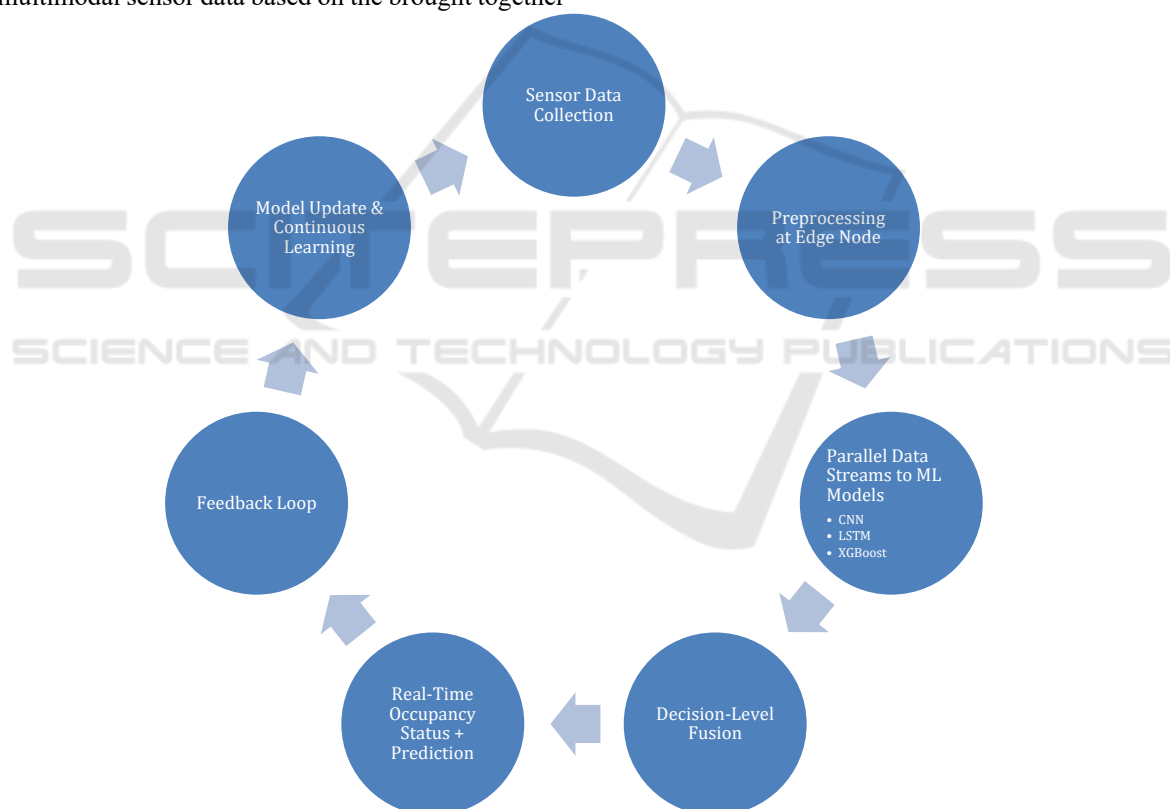 multimodal sensor data based on the brought together
Sensor Data
Collection
Preprocessing
at Edge Node
Parallel Data
Streams to ML
Models
• CNN
• LSTM
• XGBoost
Decision-Level
Fusion
Real-Time
Occupancy
Status +
Prediction
Feedback Loop
Model Update &
Continuous
Learning
SCITEPRESS
SCIENCE AND TECHNOLOGY PUBLICATIONS